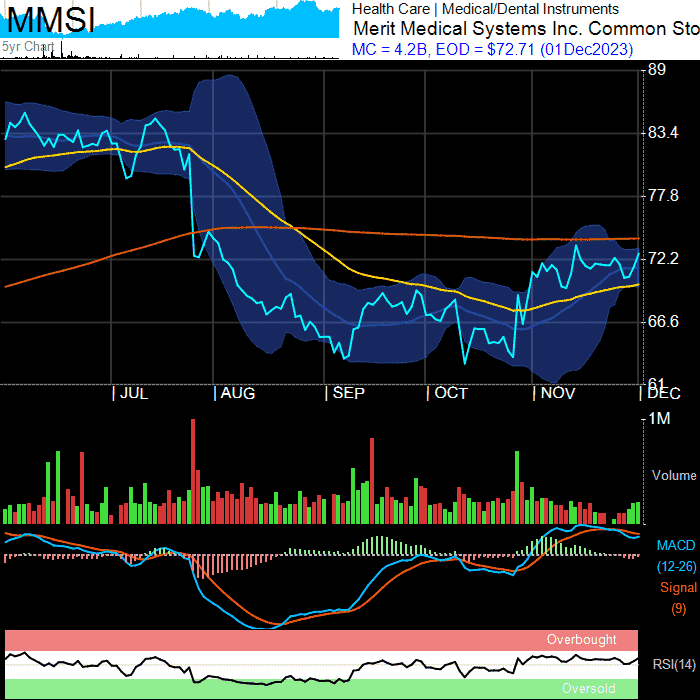 MMSI
5yr Chart
Health Care | Medical/Dental Instruments
Merit Medical Systems Inc. Common Sto
MC = 4.2B, EOD = $72.71 (01Dec2023)
89
83.4
77.8
72.2
66.6
61
JUL
AUG
SEP
OCT
NOV
DEC
1M
Volume
MACD
(12-26)
Signal
(9)
Overbought
RSI(14)
Oversold